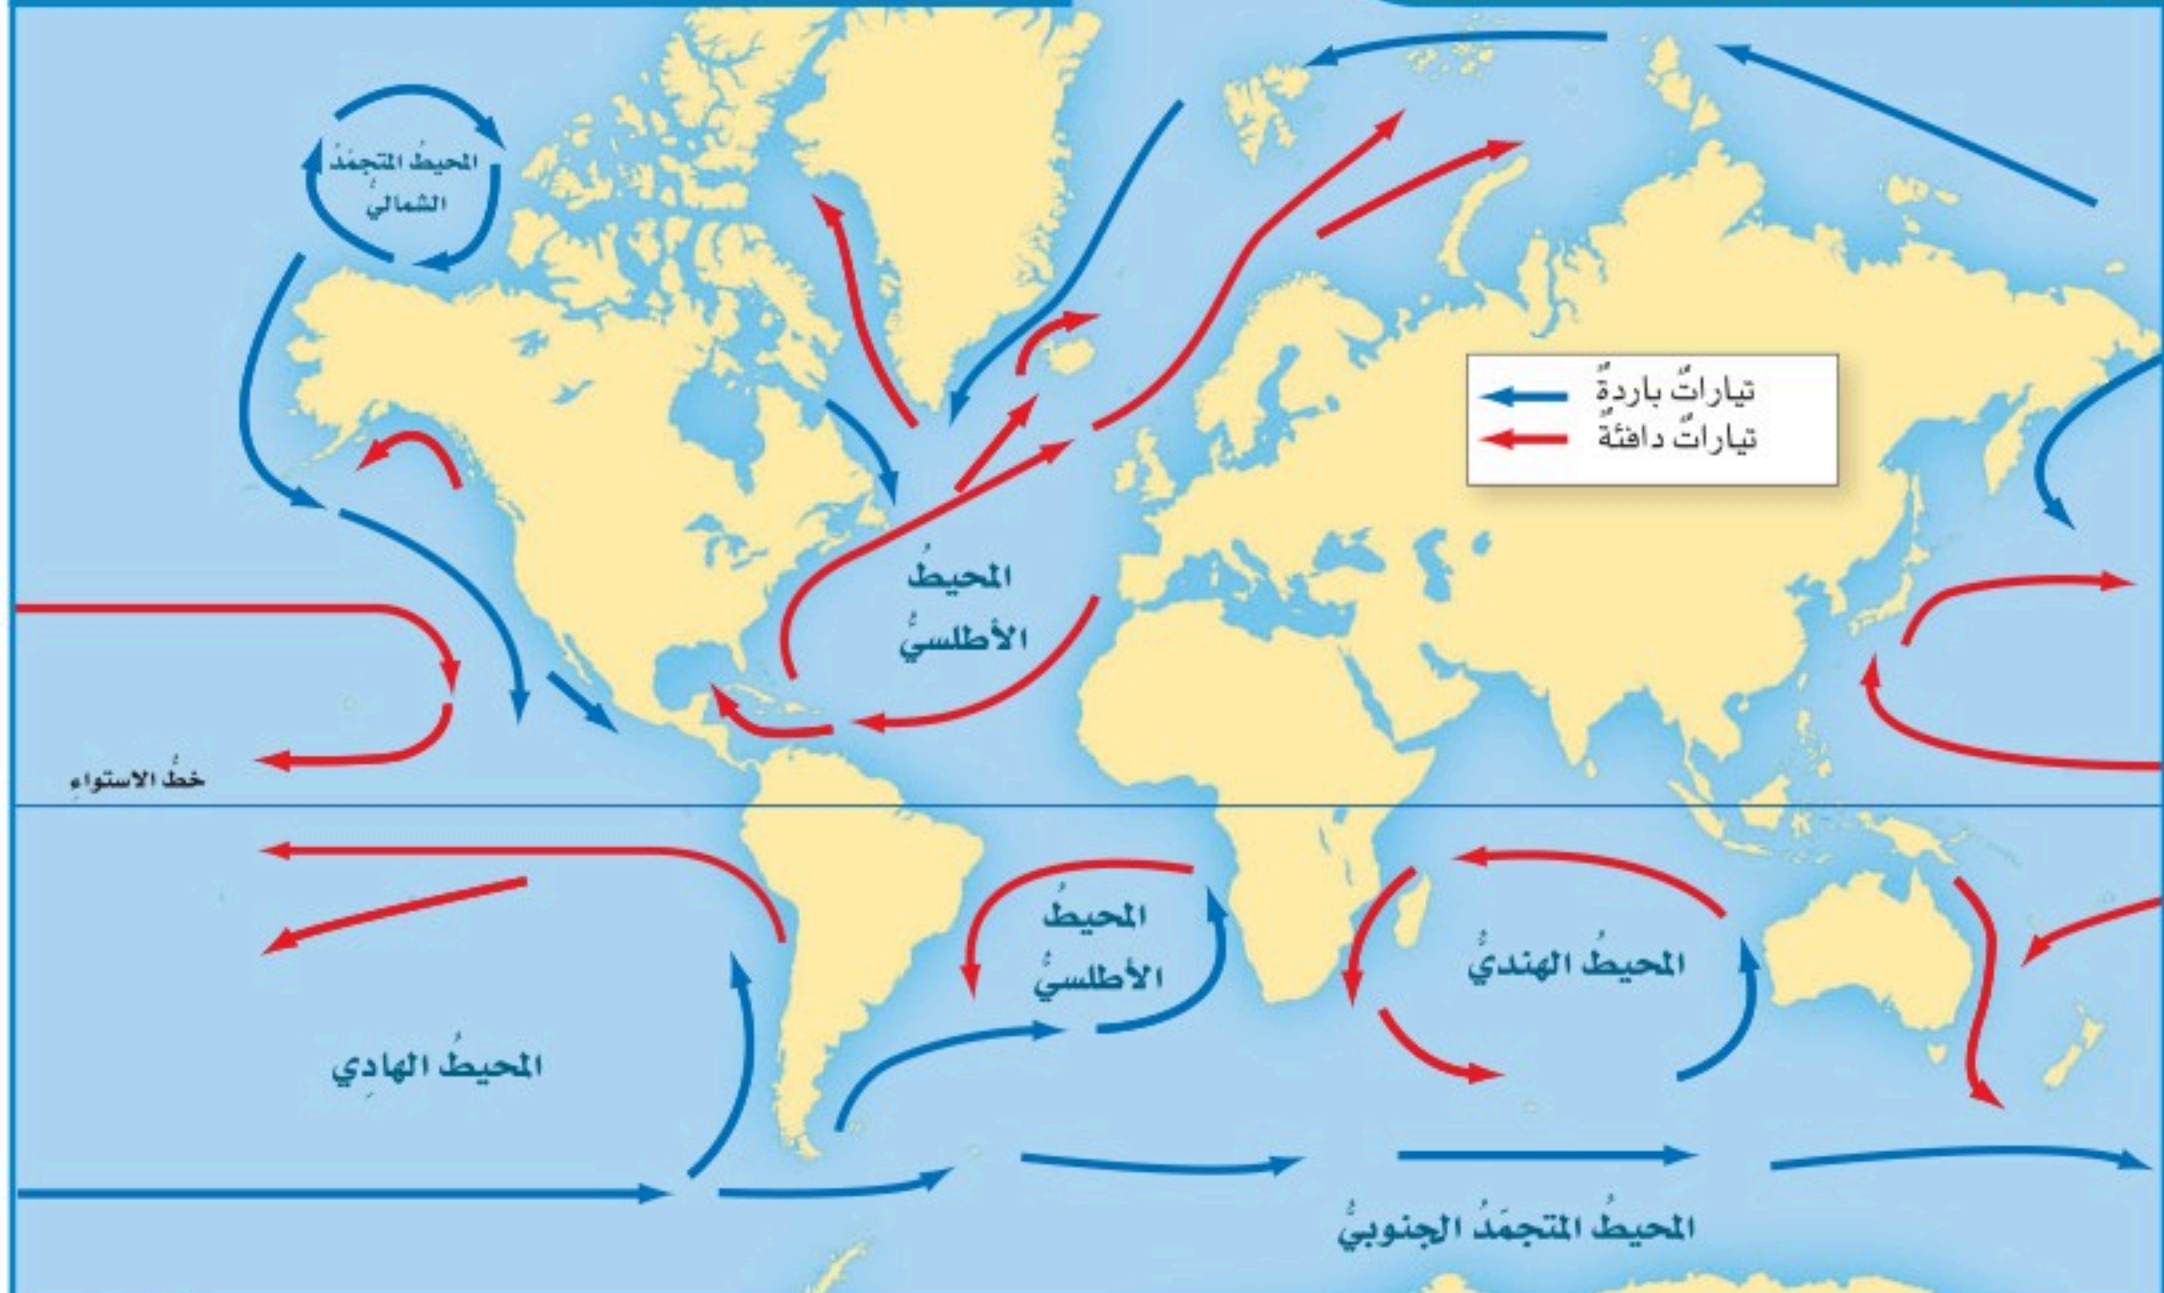 المحيطُ المتجمّدُ
الشماليُّ
تياراتٌ باردةٌ
تياراتٌ دافئةٌ
المحيطُ
الأطلسيُّ
خطُّ الاستواءِ
المحيطُ
الأطلسيُّ
المحيطُ الهنديُّ
المحيطُ الهادِي
المحيطُ المتجمّدُ الجنوبيُّ